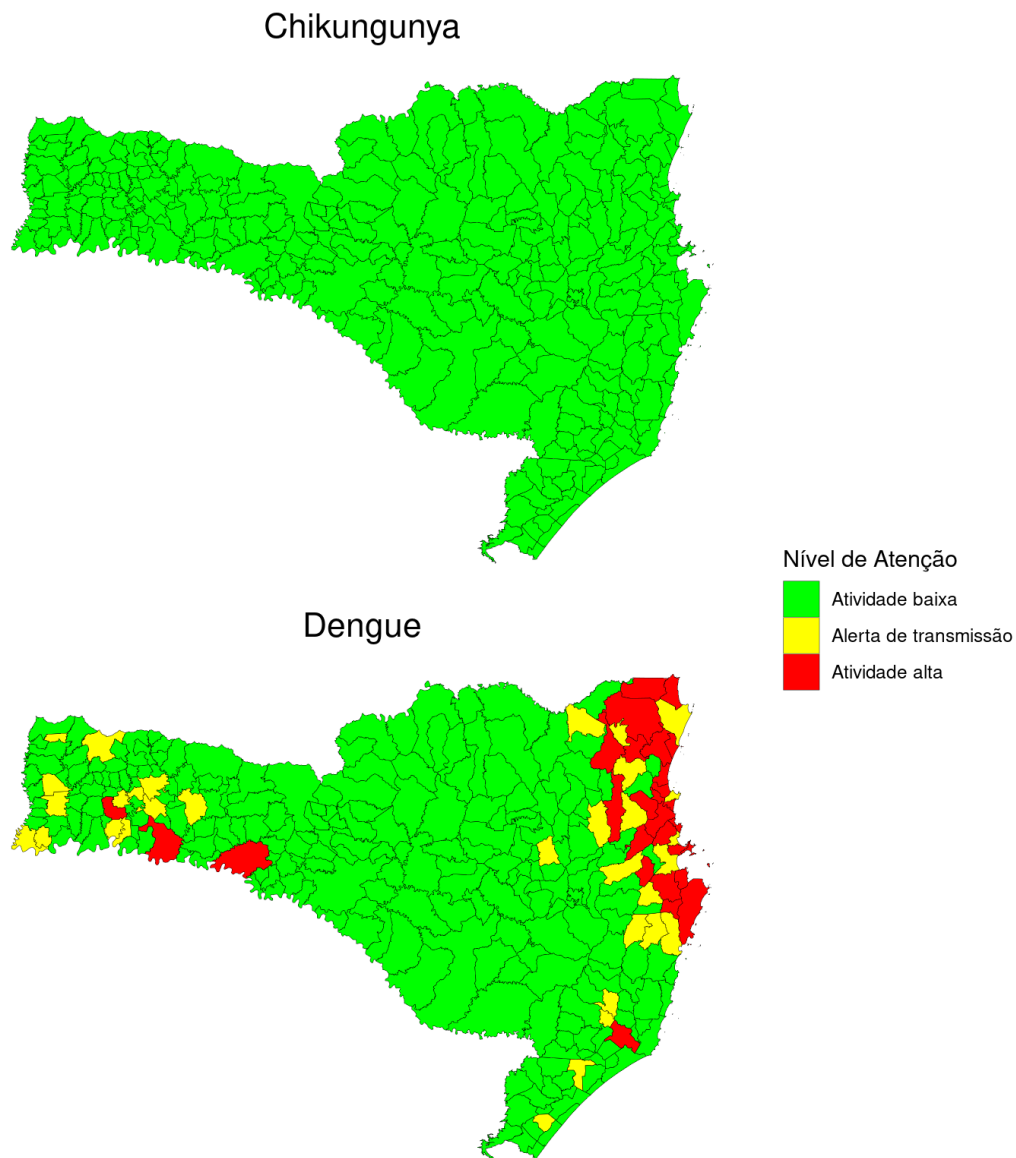 Chikungunya
Nível de Atenção
Atividade baixa
Alerta de transmissão
Atividade alta
Dengue